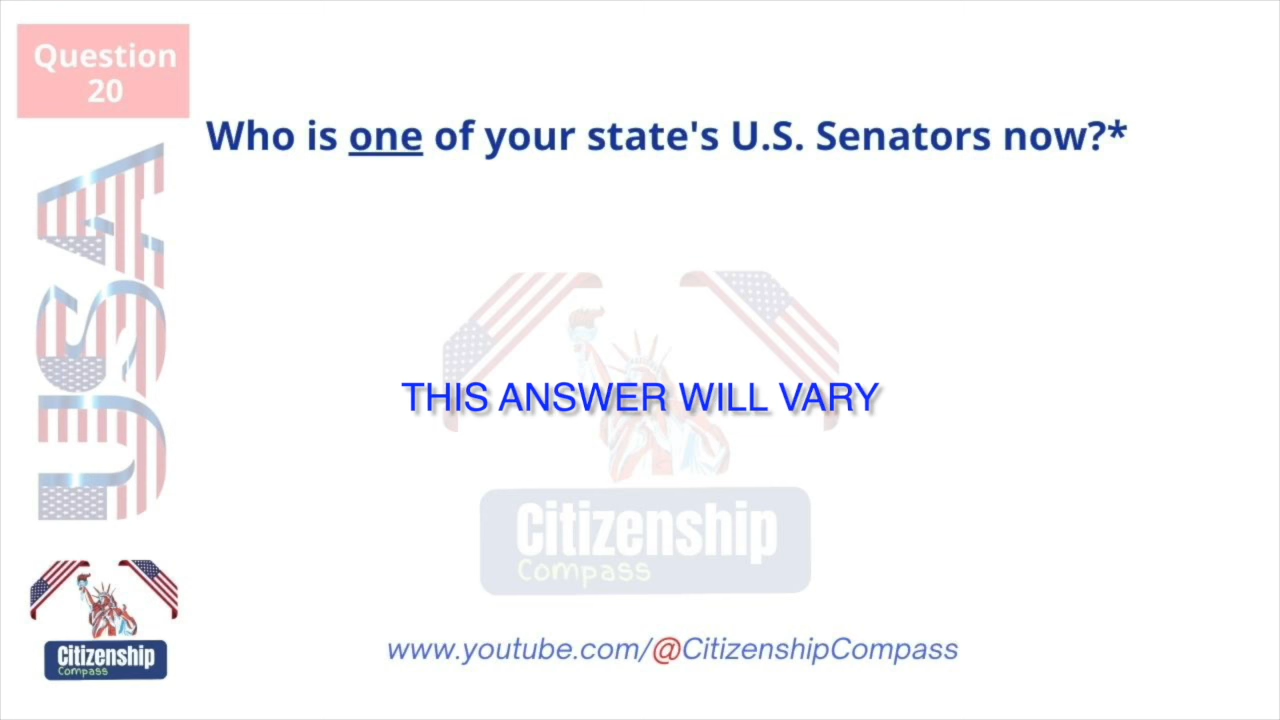 Question
20
Who is one of your state's U.S. Senators now?*
USA
THIS ANSWER WILL VARY
Citizenship
Compass
Citizenship
Compass
www.youtube.com/@CitizenshipCompass